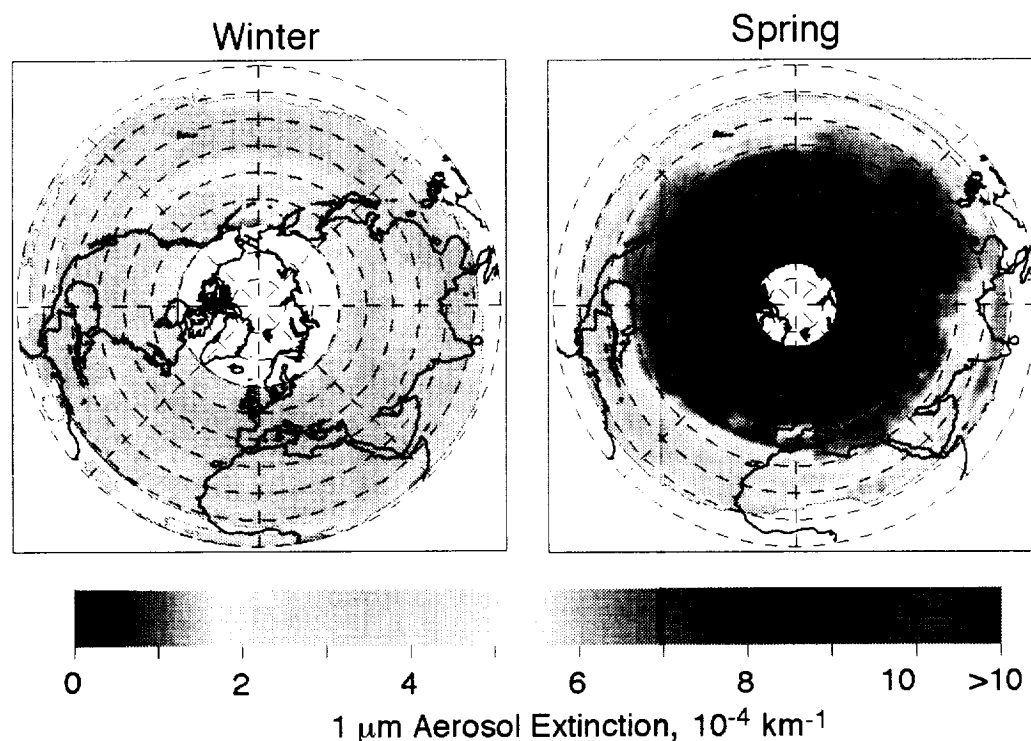 Winter
Spring
0 2 4 6 8 10 >10
1 μm Aerosol Extinction, 10⁻⁴ km⁻¹